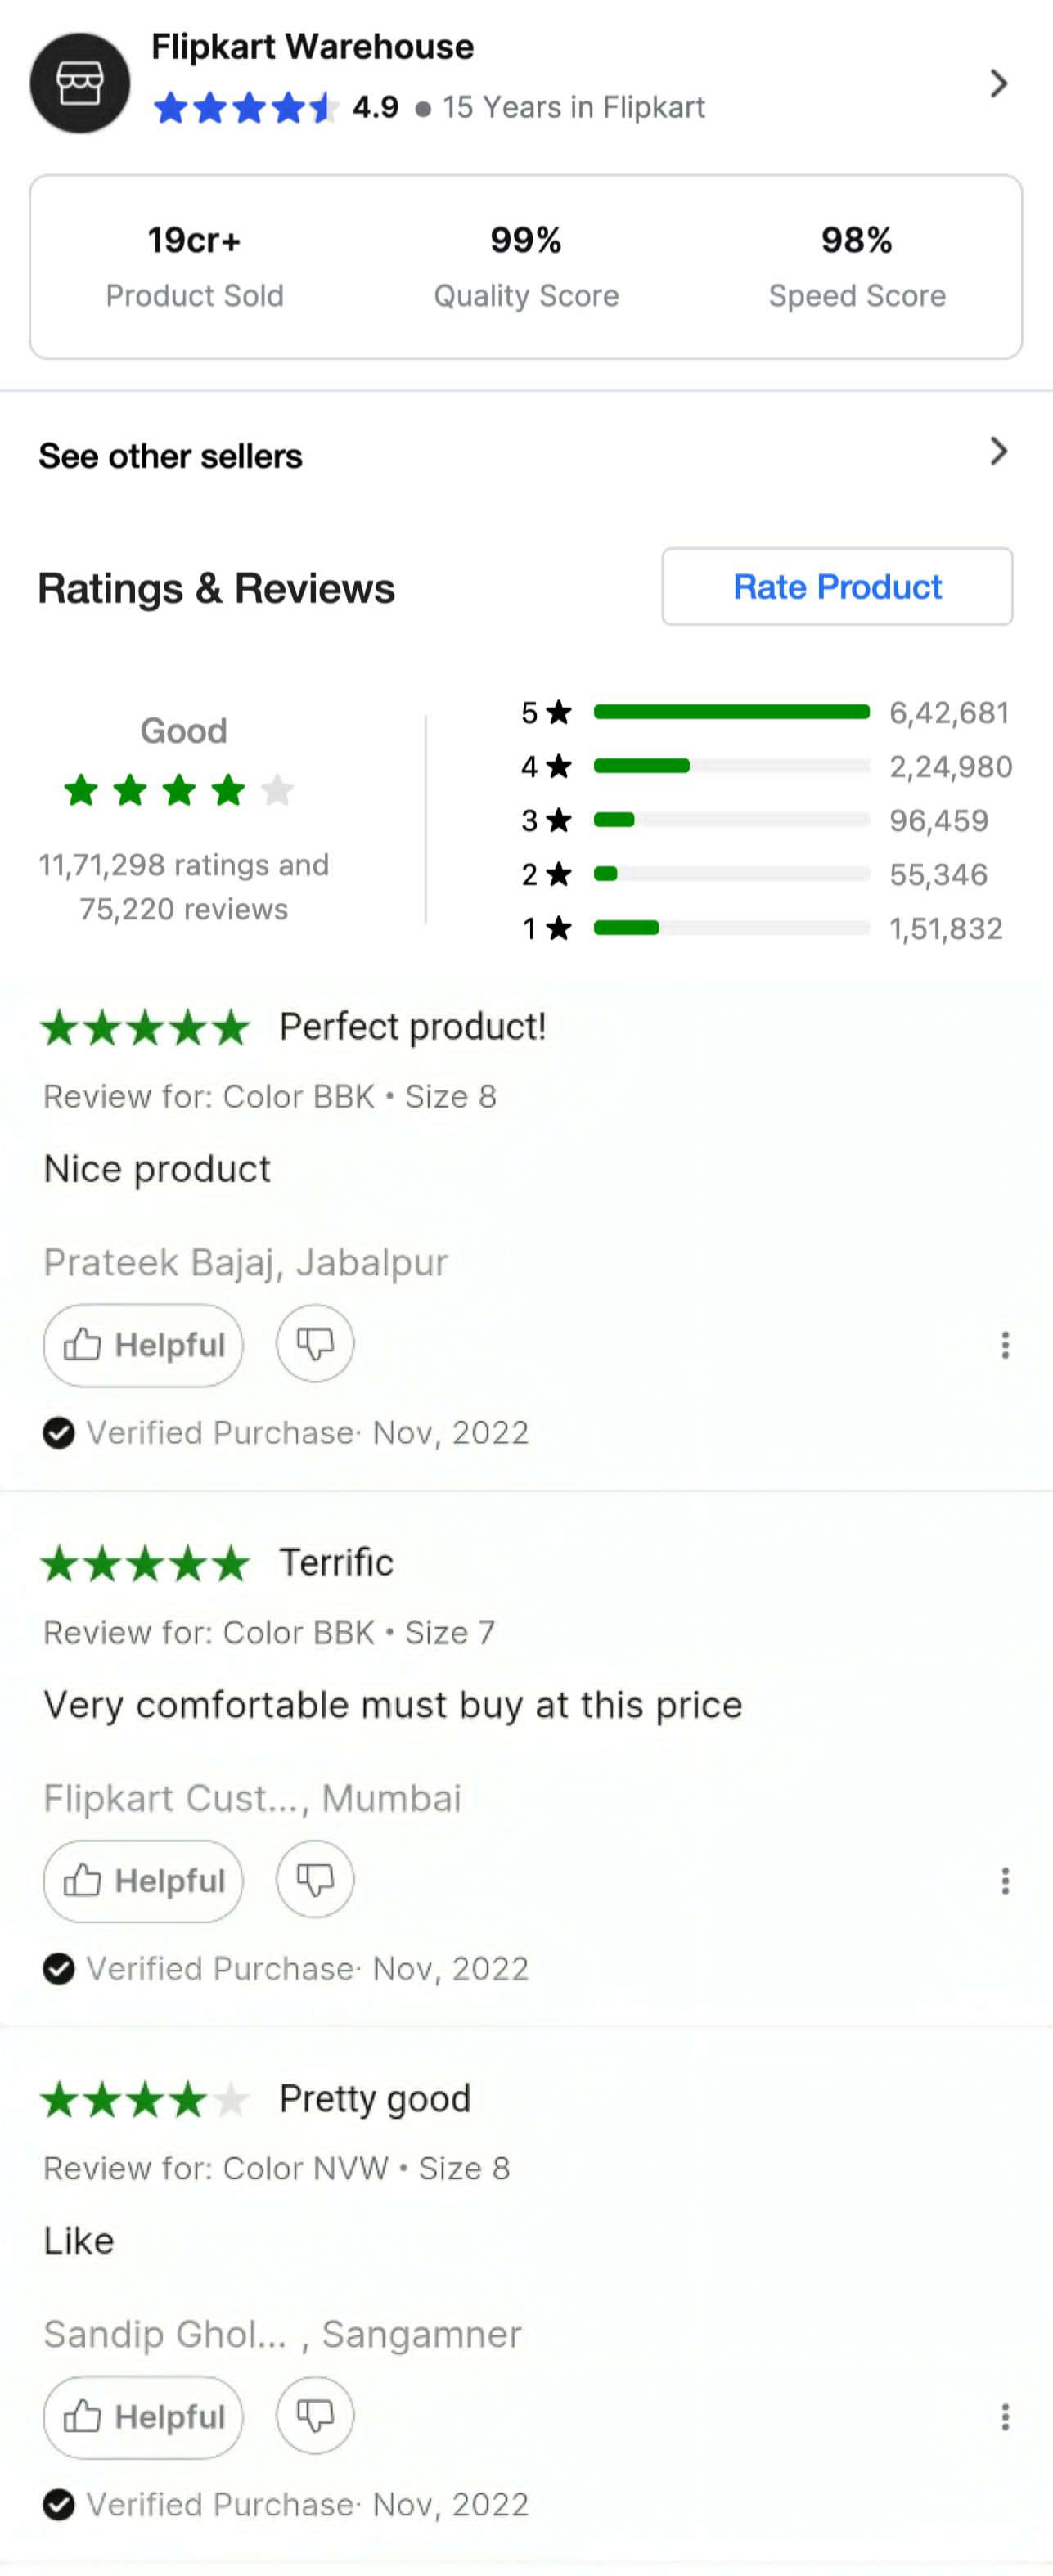 Flipkart Warehouse
4.9 ● 15 Years in Flipkart
19cr+ 99% 98%
Product Sold Quality Score Speed Score
See other sellers
Ratings & Reviews Rate Product
Good
11,71,298 ratings and
75,220 reviews
5★ 6,42,681
4★ 2,24,980
3★ 96,459
2★ 55,346
1★ 1,51,832
Perfect product!
Review for: Color BBK • Size 8
Nice product
Prateek Bajaj, Jabalpur
Helpful
Verified Purchase· Nov, 2022
Terrific
Review for: Color BBK • Size 7
Very comfortable must buy at this price
Flipkart Cust..., Mumbai
Helpful
Verified Purchase· Nov, 2022
Pretty good
Review for: Color NVW • Size 8
Like
Sandip Ghol... , Sangamner
Helpful
Verified Purchase· Nov, 2022